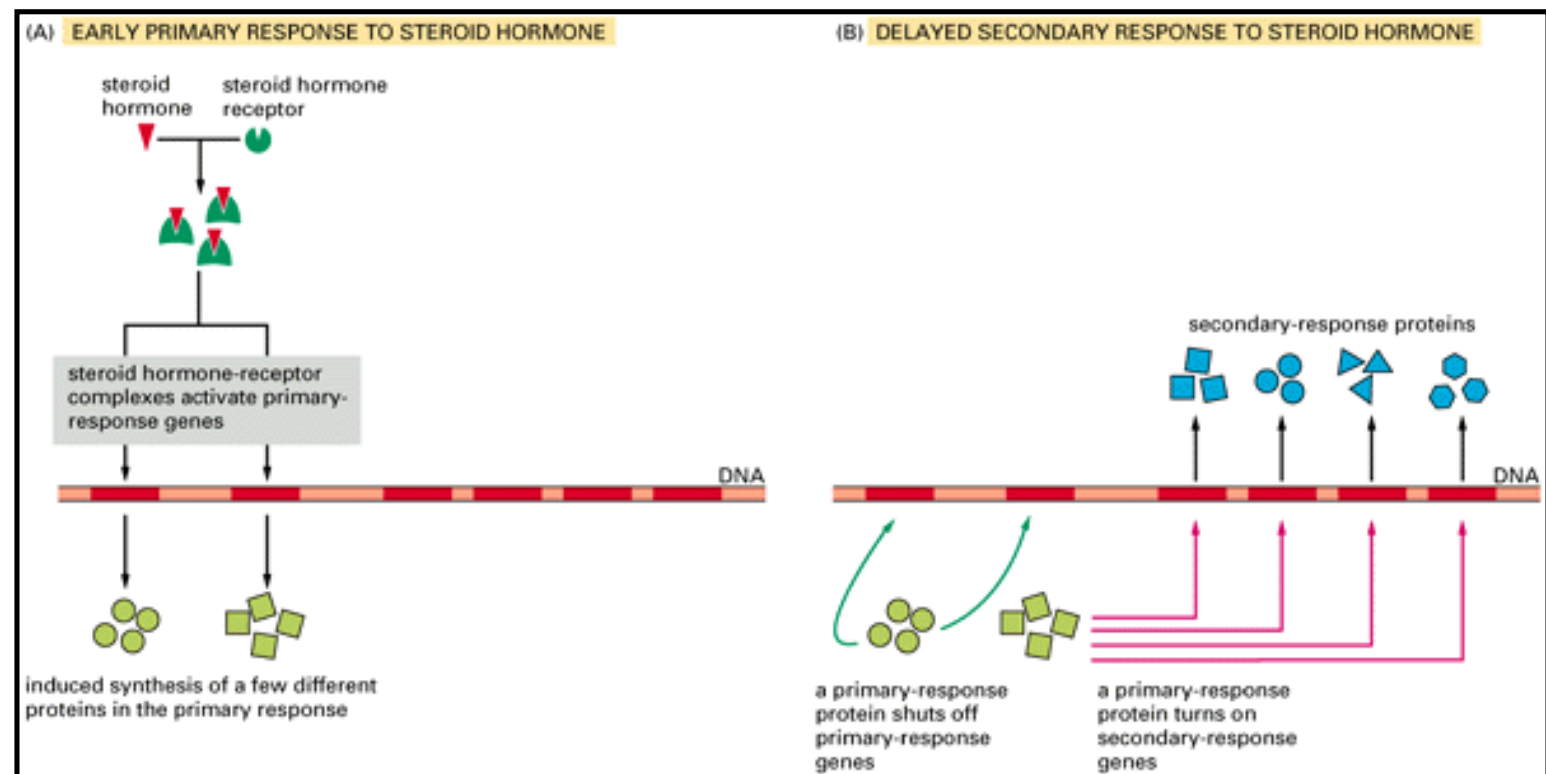 (A) EARLY PRIMARY RESPONSE TO STEROID HORMONE
steroid
hormone
steroid hormone
receptor
steroid hormone-receptor
complexes activate primary-
response genes
DNA
induced synthesis of a few different
proteins in the primary response
(B) DELAYED SECONDARY RESPONSE TO STEROID HORMONE
secondary-response proteins
DNA
a primary-response
protein shuts off
primary-response
genes
a primary-response
protein turns on
secondary-response
genes